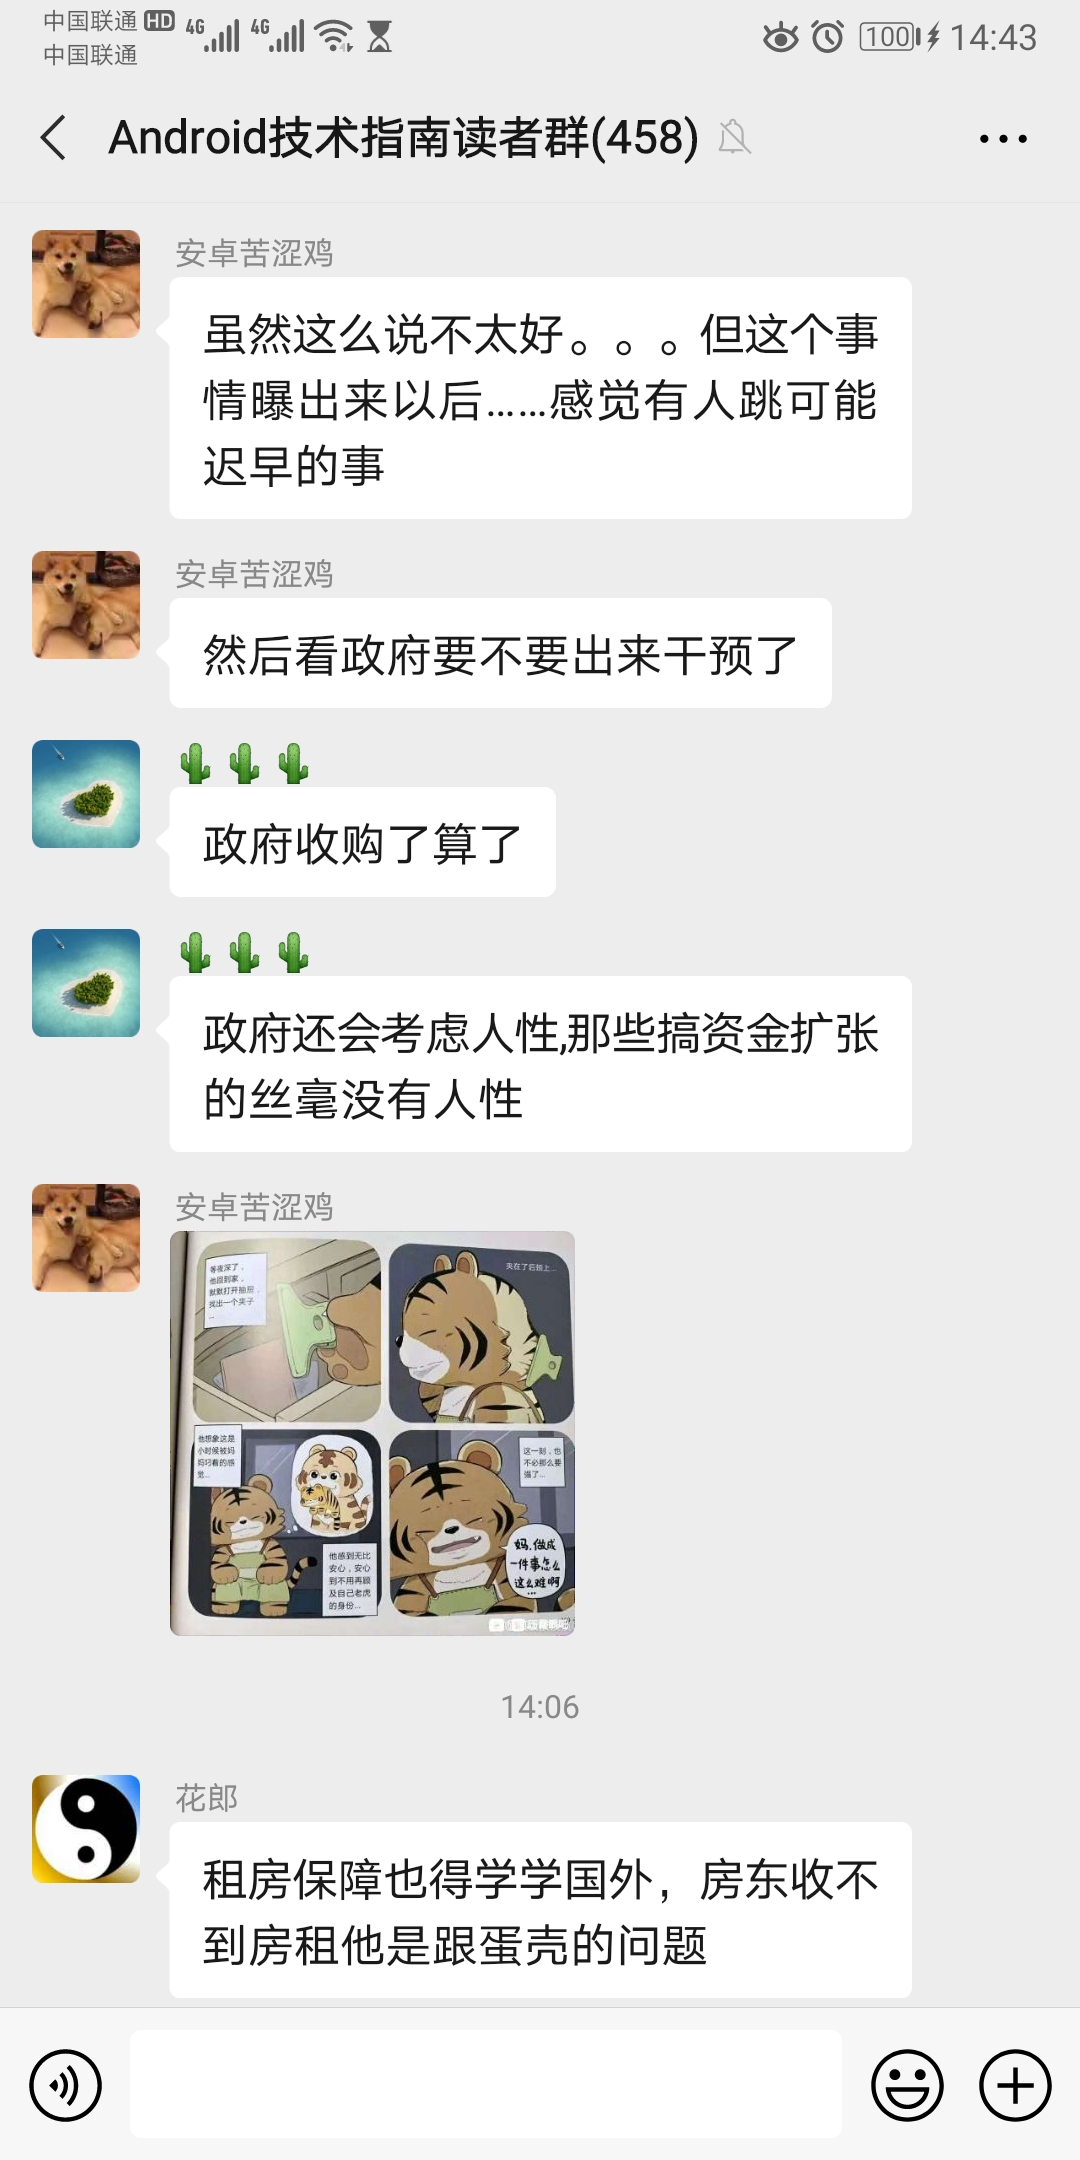 中国联通 HD 4G 4G 100 14:43
中国联通
Android技术指南读者群(458)
安卓苦涩鸡
虽然这么说不太好。。。但这个事
情曝出来以后……感觉有人跳可能
迟早的事
安卓苦涩鸡
然后看政府要不要出来干预了
🌵🌵🌵
政府收购了算了
🌵🌵🌵
政府还会考虑人性,那些搞资金扩张
的丝毫没有人性
安卓苦涩鸡
等夜深了，
他回到家，
默默打开抽屉，
找出一个夹子
...
夹在了后颈上...
他想象这是
小时候被妈
妈叼着的感
觉...
他感到无比
安心，安心
到不用再顾
及自己老虎
的身份...
这一刻，也
不必那么要
强了...
妈，做成
一件事怎么
这么难啊
...
14:06
花郎
租房保障也得学学国外，房东收不
到房租他是跟蛋壳的问题